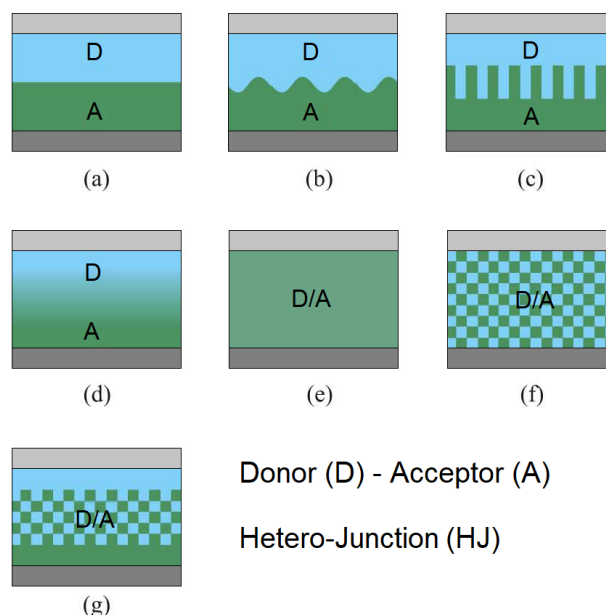 D
D
D
A
A
A
(a)
(b)
(c)
D
A
D/A
D/A
(d)
(e)
(f)
D/A
Donor (D) - Acceptor (A)
Hetero-Junction (HJ)
(g)